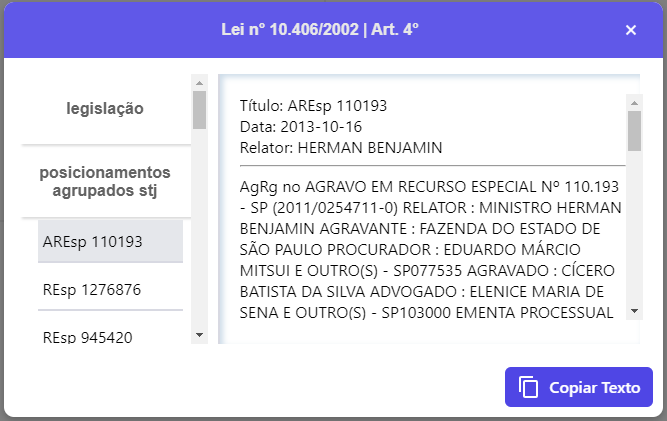 Lei nº 10.406/2002 | Art. 4°
legislação
posicionamentos
agrupados stj
AREsp 110193
REsp 1276876
REsp 945420
Título: AREsp 110193
Data: 2013-10-16
Relator: HERMAN BENJAMIN
AgRg no AGRAVO EM RECURSO ESPECIAL Nº 110.193
- SP (2011/0254711-0) RELATOR : MINISTRO HERMAN
BENJAMIN AGRAVANTE : FAZENDA DO ESTADO DE
SÃO PAULO PROCURADOR : EDUARDO MÁRCIO
MITSUI E OUTRO(S) - SP077535 AGRAVADO : CÍCERO
BATISTA DA SILVA ADVOGADO : ELENICE MARIA DE
SENA E OUTRO(S) - SP103000 EMENTA PROCESSUAL
Copiar Texto